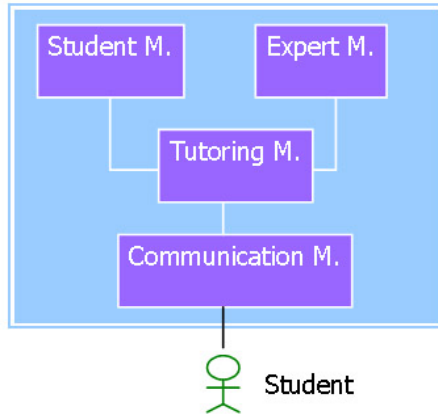 Student M.
Expert M.
Tutoring M.
Communication M.
Student